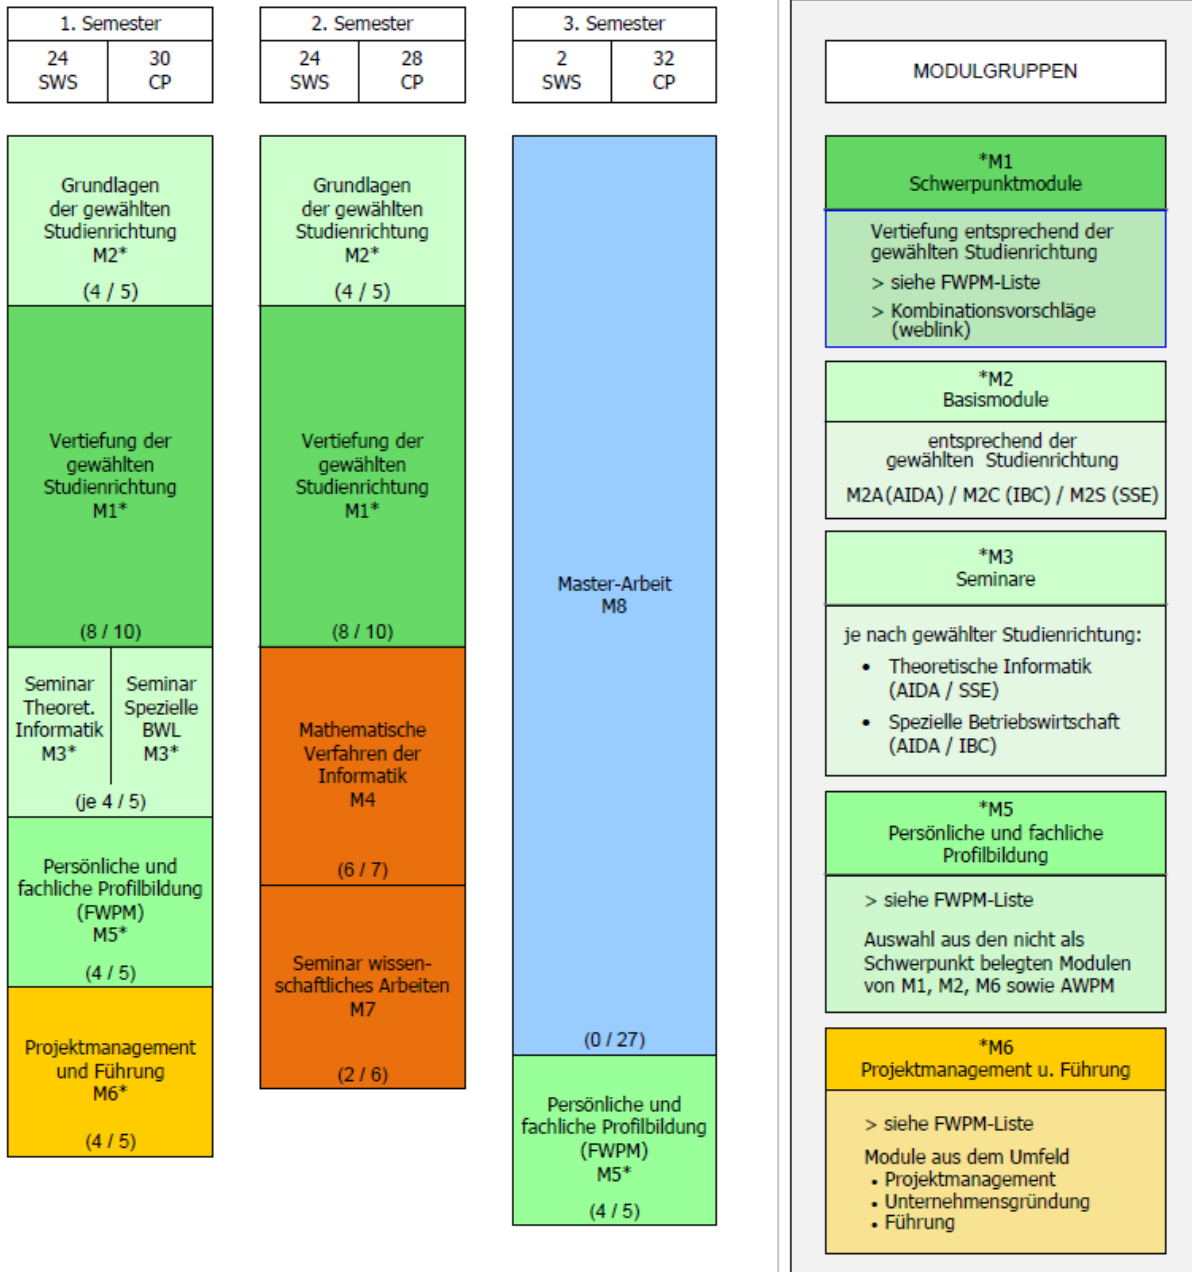 1. Semester
24
SWS
30
CP
Grundlagen
der gewählten
Studienrichtung
M2*
(4 / 5)
Vertiefung der
gewählten
Studienrichtung
M1*
(8 / 10)
Seminar
Theoret.
Informatik
M3*
Seminar
Spezielle
BWL
M3*
(je 4 / 5)
Persönliche und
fachliche Profilbildung
(FWPM)
M5*
(4 / 5)
Projektmanagement
und Führung
M6*
(4 / 5)
2. Semester
24
SWS
28
CP
Grundlagen
der gewählten
Studienrichtung
M2*
(4 / 5)
Vertiefung der
gewählten
Studienrichtung
M1*
(8 / 10)
Mathematische
Verfahren der
Informatik
M4
(6 / 7)
Seminar wissen-
schaftliches Arbeiten
M7
(2 / 6)
3. Semester
2
SWS
32
CP
Master-Arbeit
M8
(0 / 27)
Persönliche und
fachliche Profilbildung
(FWPM)
M5*
(4 / 5)
MODULGRUPPEN
*M1
Schwerpunktmodule
Vertiefung entsprechend der
gewählten Studienrichtung
> siehe FWPM-Liste
> Kombinationsvorschläge
(weblink)
*M2
Basismodule
entsprechend der
gewählten Studienrichtung
M2A(AIDA) / M2C (IBC) / M2S (SSE)
*M3
Seminare
je nach gewählter Studienrichtung:
• Theoretische Informatik
(AIDA / SSE)
• Spezielle Betriebswirtschaft
(AIDA / IBC)
*M5
Persönliche und fachliche
Profilbildung
> siehe FWPM-Liste
Auswahl aus den nicht als
Schwerpunkt belegten Modulen
von M1, M2, M6 sowie AWPM
*M6
Projektmanagement u. Führung
> siehe FWPM-Liste
Module aus dem Umfeld
• Projektmanagement
• Unternehmensgründung
• Führung